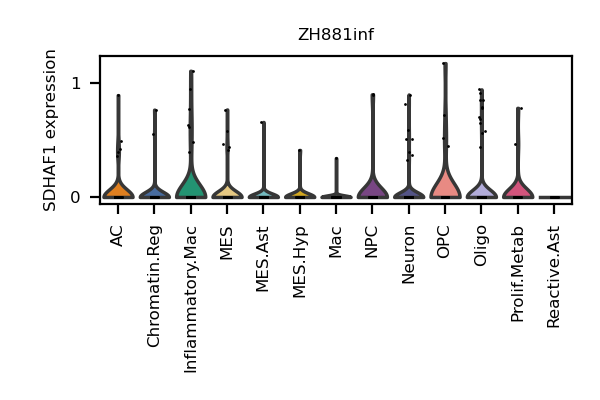 ZH881inf
SDHAF1 expression
1
0
AC
Chromatin.Reg
Inflammatory.Mac
MES
MES.Ast
MES.Hyp
Mac
NPC
Neuron
OPC
Oligo
Prolif.Metab
Reactive.Ast